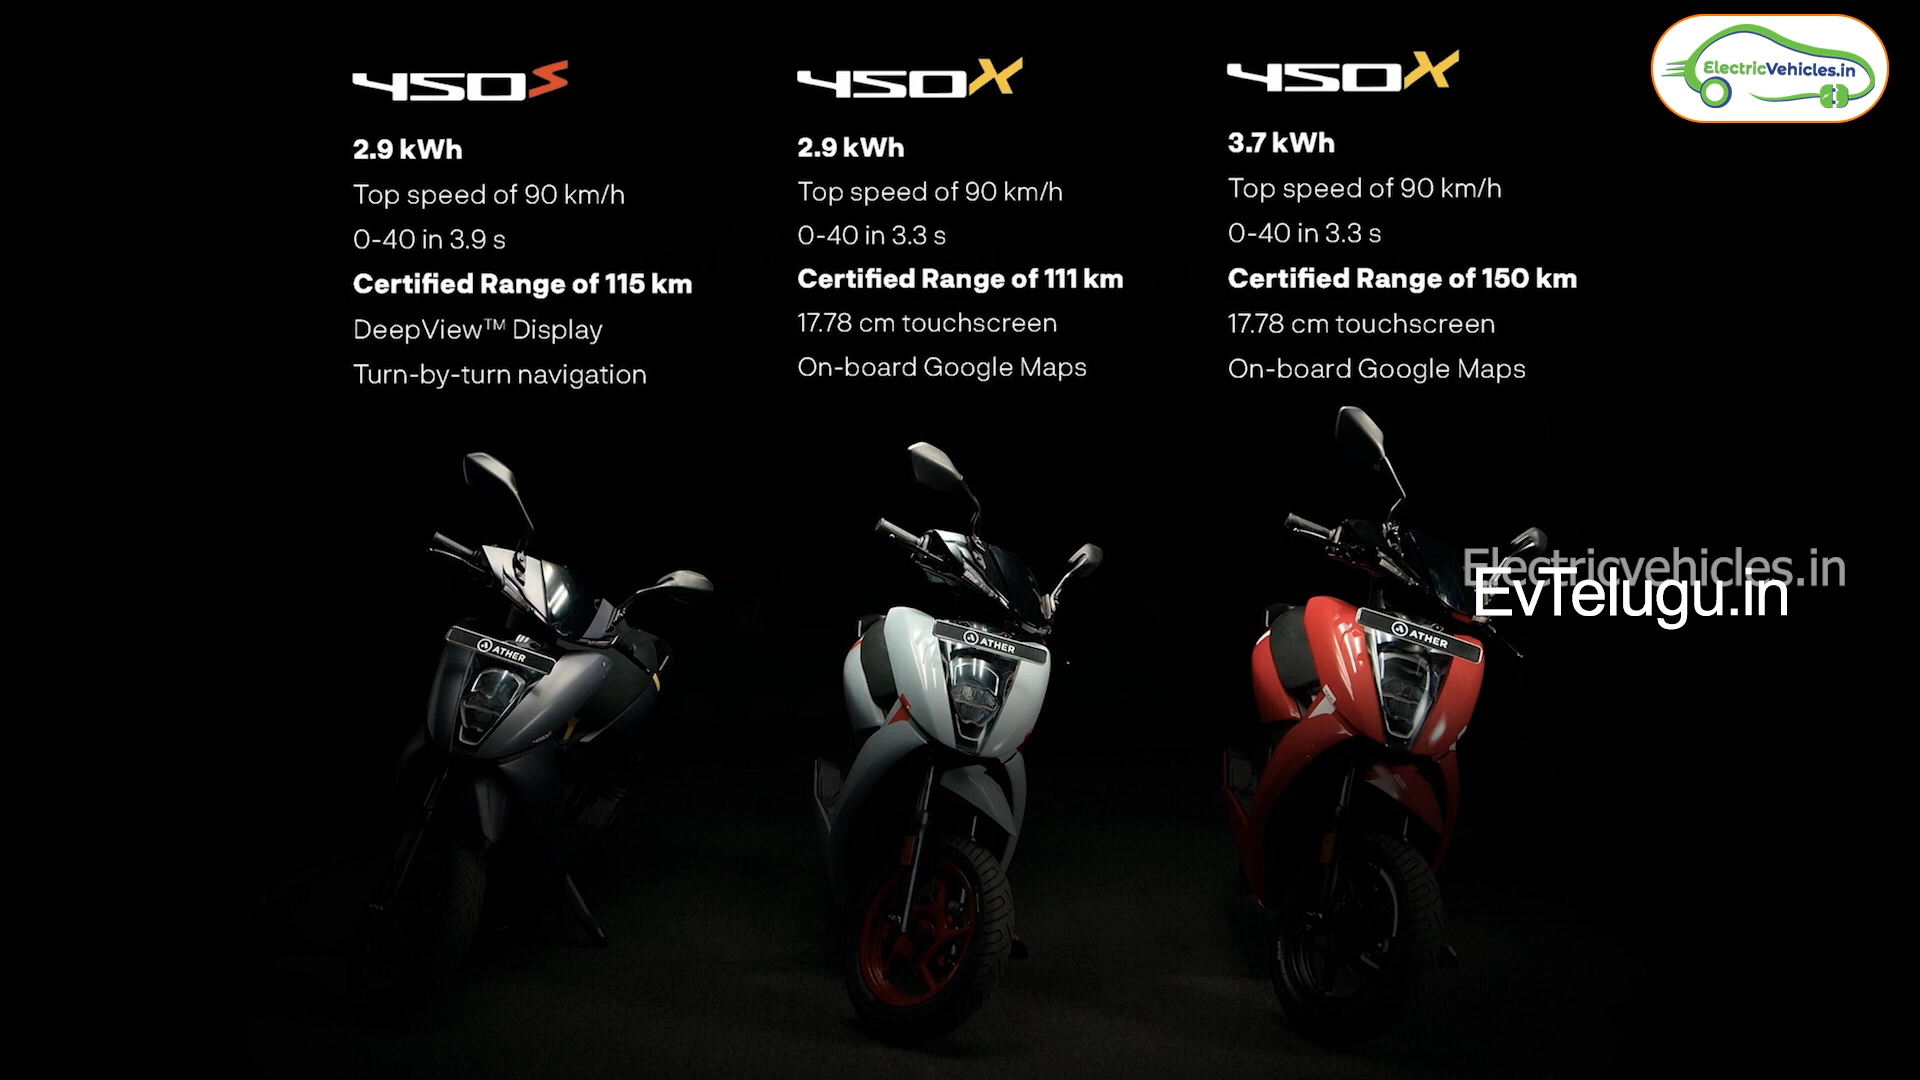 450S
2.9 kWh
Top speed of 90 km/h
0-40 in 3.9 s
Certified Range of 115 km
DeepView™ Display
Turn-by-turn navigation
450X
2.9 kWh
Top speed of 90 km/h
0-40 in 3.3 s
Certified Range of 111 km
17.78 cm touchscreen
On-board Google Maps
450X
3.7 kWh
Top speed of 90 km/h
0-40 in 3.3 s
Certified Range of 150 km
17.78 cm touchscreen
On-board Google Maps
ElectricVehicles.in
Electricvehicles.in
EvTelugu.in
ATHER
ATHER
ATHER